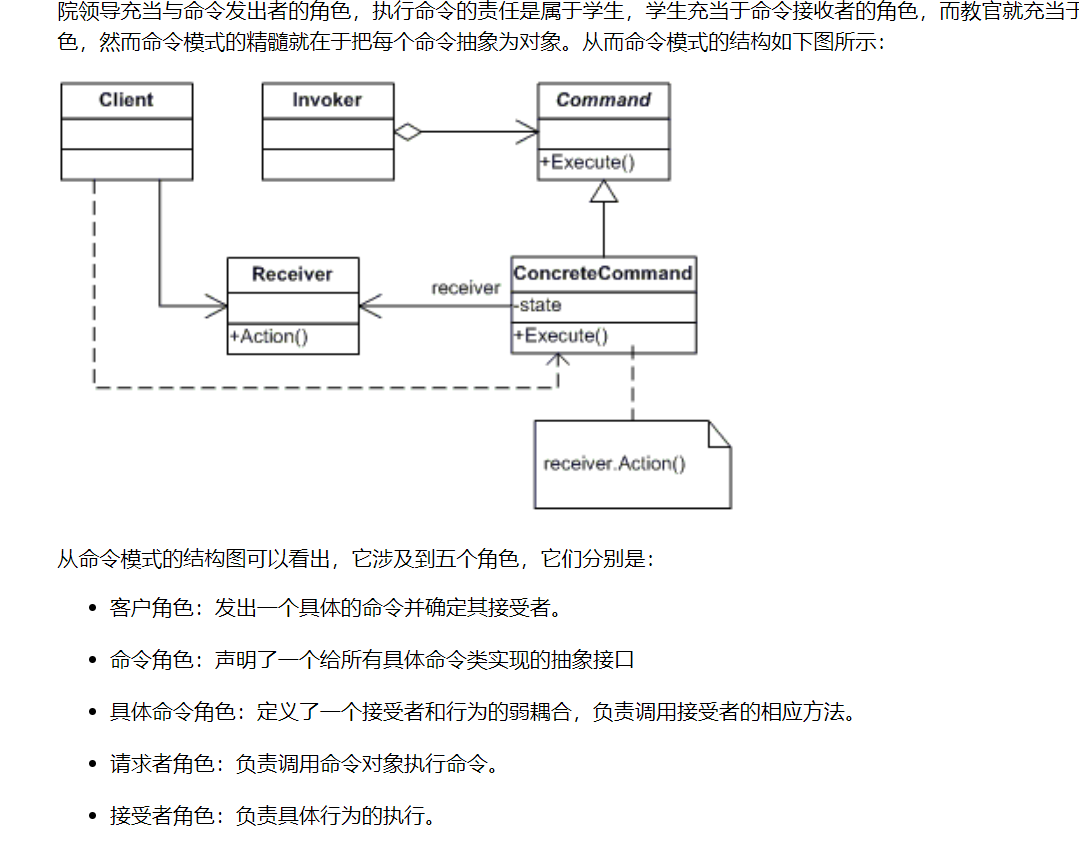 院领导充当与命令发出者的角色，执行命令的责任是属于学生，学生充当于命令接收者的角色，而教官就充当于
色，然而命令模式的精髓就在于把每个命令抽象为对象。从而命令模式的结构如下图所示：
Client
Invoker
Command
+Execute()
Receiver
+Action()
receiver
ConcreteCommand
-state
+Execute()
receiver.Action()
从命令模式的结构图可以看出，它涉及到五个角色，它们分别是：
• 客户角色：发出一个具体的命令并确定其接受者。
• 命令角色：声明了一个给所有具体命令类实现的抽象接口
• 具体命令角色：定义了一个接受者和行为的弱耦合，负责调用接受者的相应方法。
• 请求者角色：负责调用命令对象执行命令。
• 接受者角色：负责具体行为的执行。